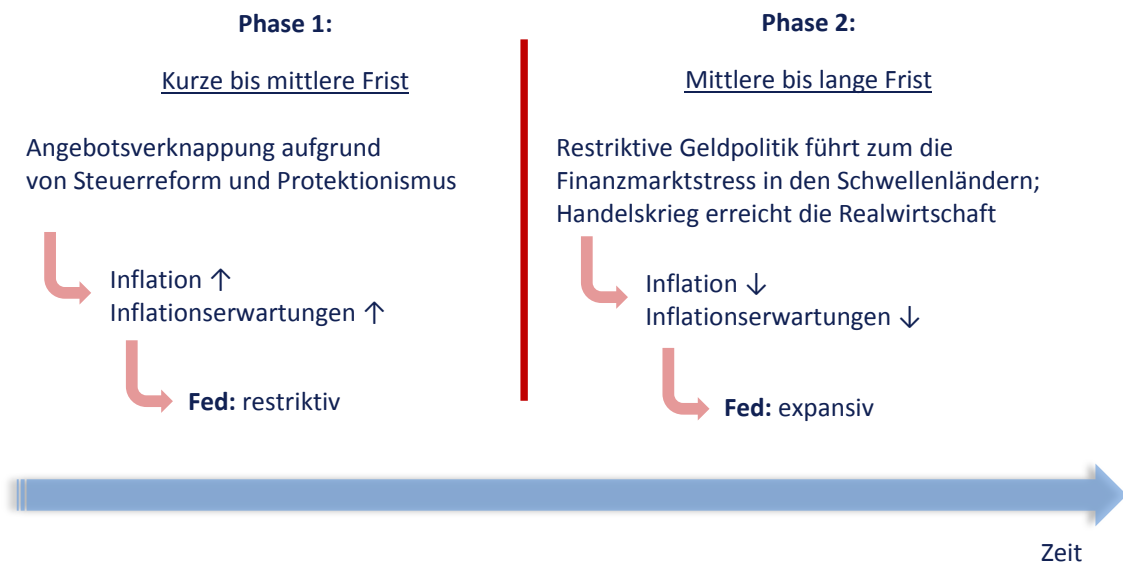 Phase 1:
Kurze bis mittlere Frist
Angebotsverknappung aufgrund
von Steuerreform und Protektionismus
Inflation ↑
Inflationserwartungen ↑
Fed: restriktiv
Phase 2:
Mittlere bis lange Frist
Restriktive Geldpolitik führt zum die
Finanzmarktstress in den Schwellenländern;
Handelskrieg erreicht die Realwirtschaft
Inflation ↓
Inflationserwartungen ↓
Fed: expansiv
Zeit